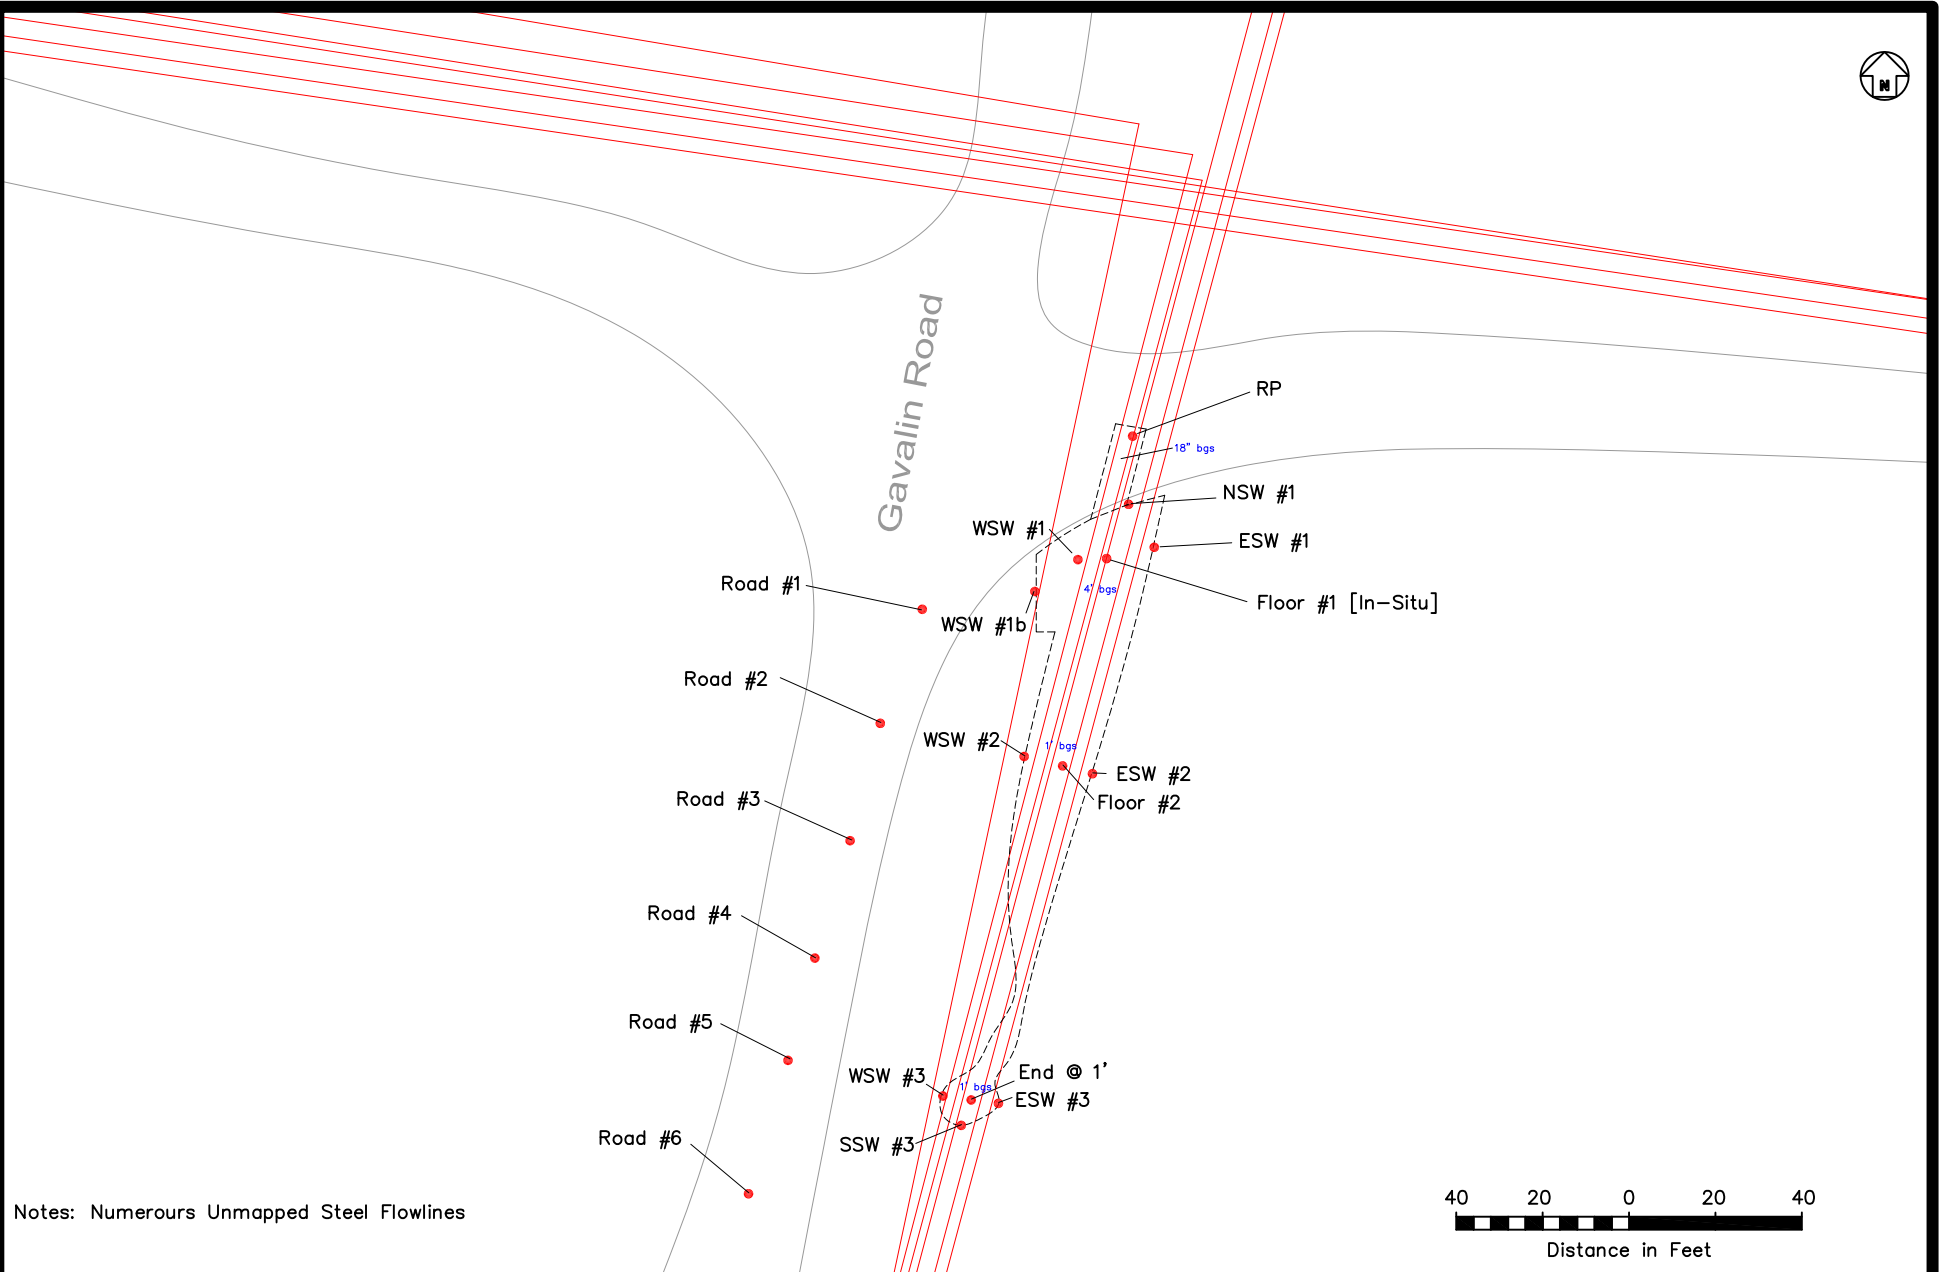 N
Gavalin Road
RP
18" bgs
NSW #1
WSW #1
ESW #1
Road #1
4' bgs
Floor #1 [In-Situ]
WSW #1b
Road #2
WSW #2
1' bgs
ESW #2
Road #3
Floor #2
Road #4
Road #5
WSW #3
End @ 1'
1' bgs
ESW #3
Road #6
SSW #3
40 20 0 20 40
Notes: Numerours Unmapped Steel Flowlines
Distance in Feet